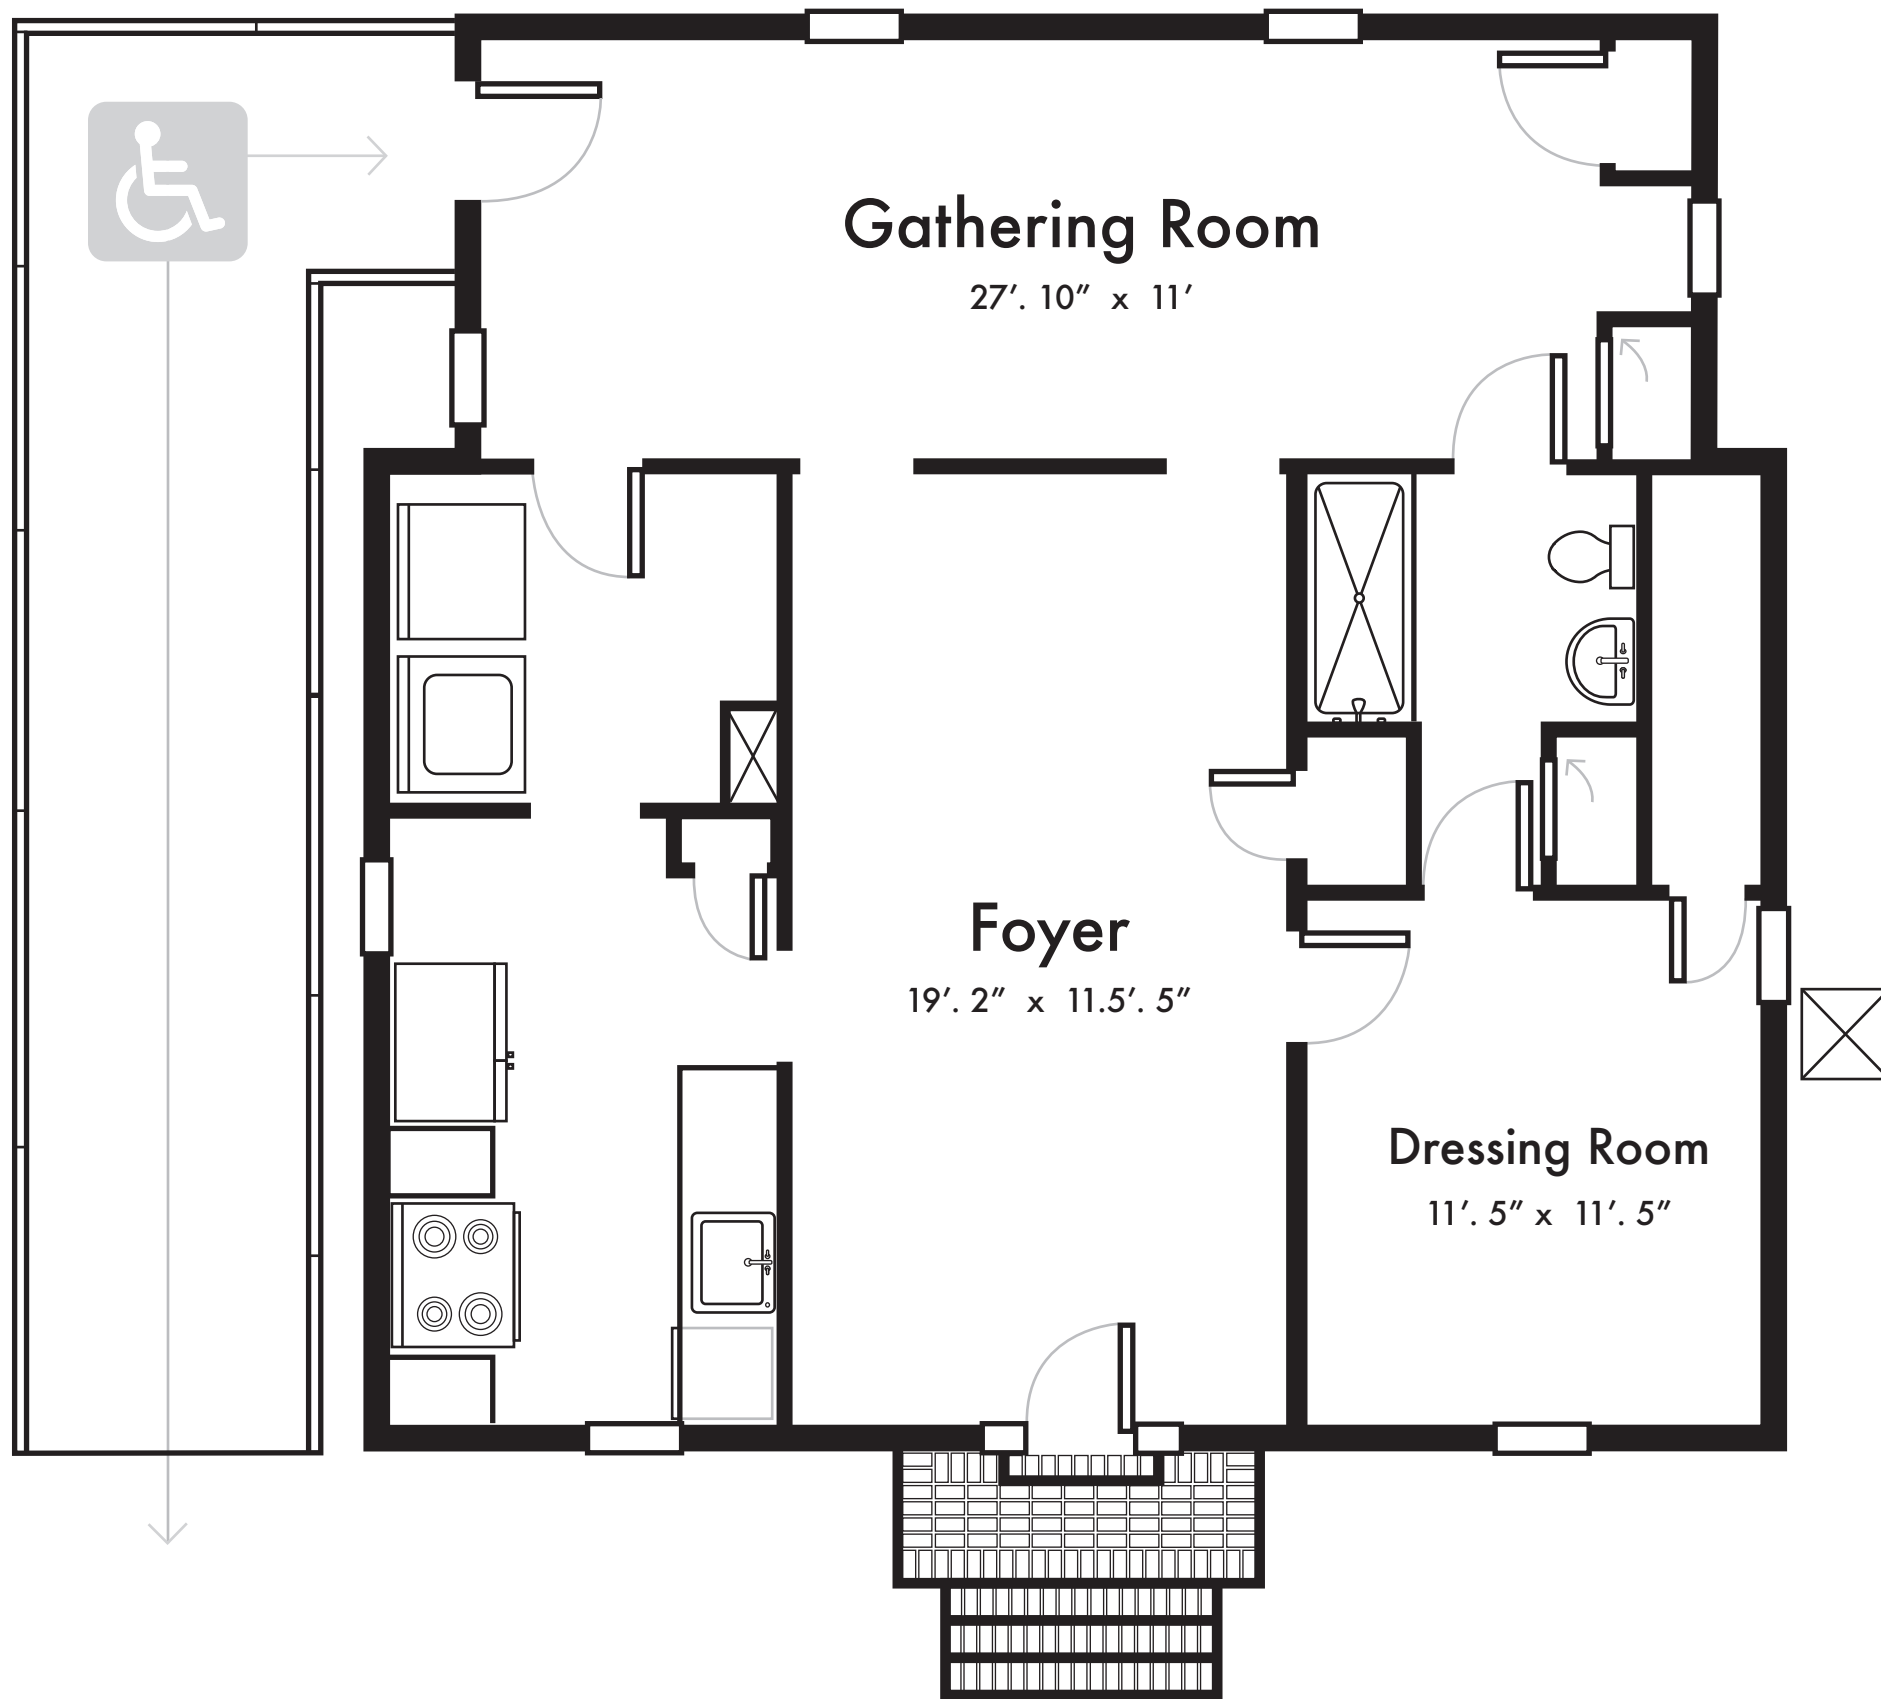 Gathering Room
27′. 10″ x 11′
Foyer
19′. 2″ x 11.5′. 5″
Dressing Room
11′. 5″ x 11′. 5″